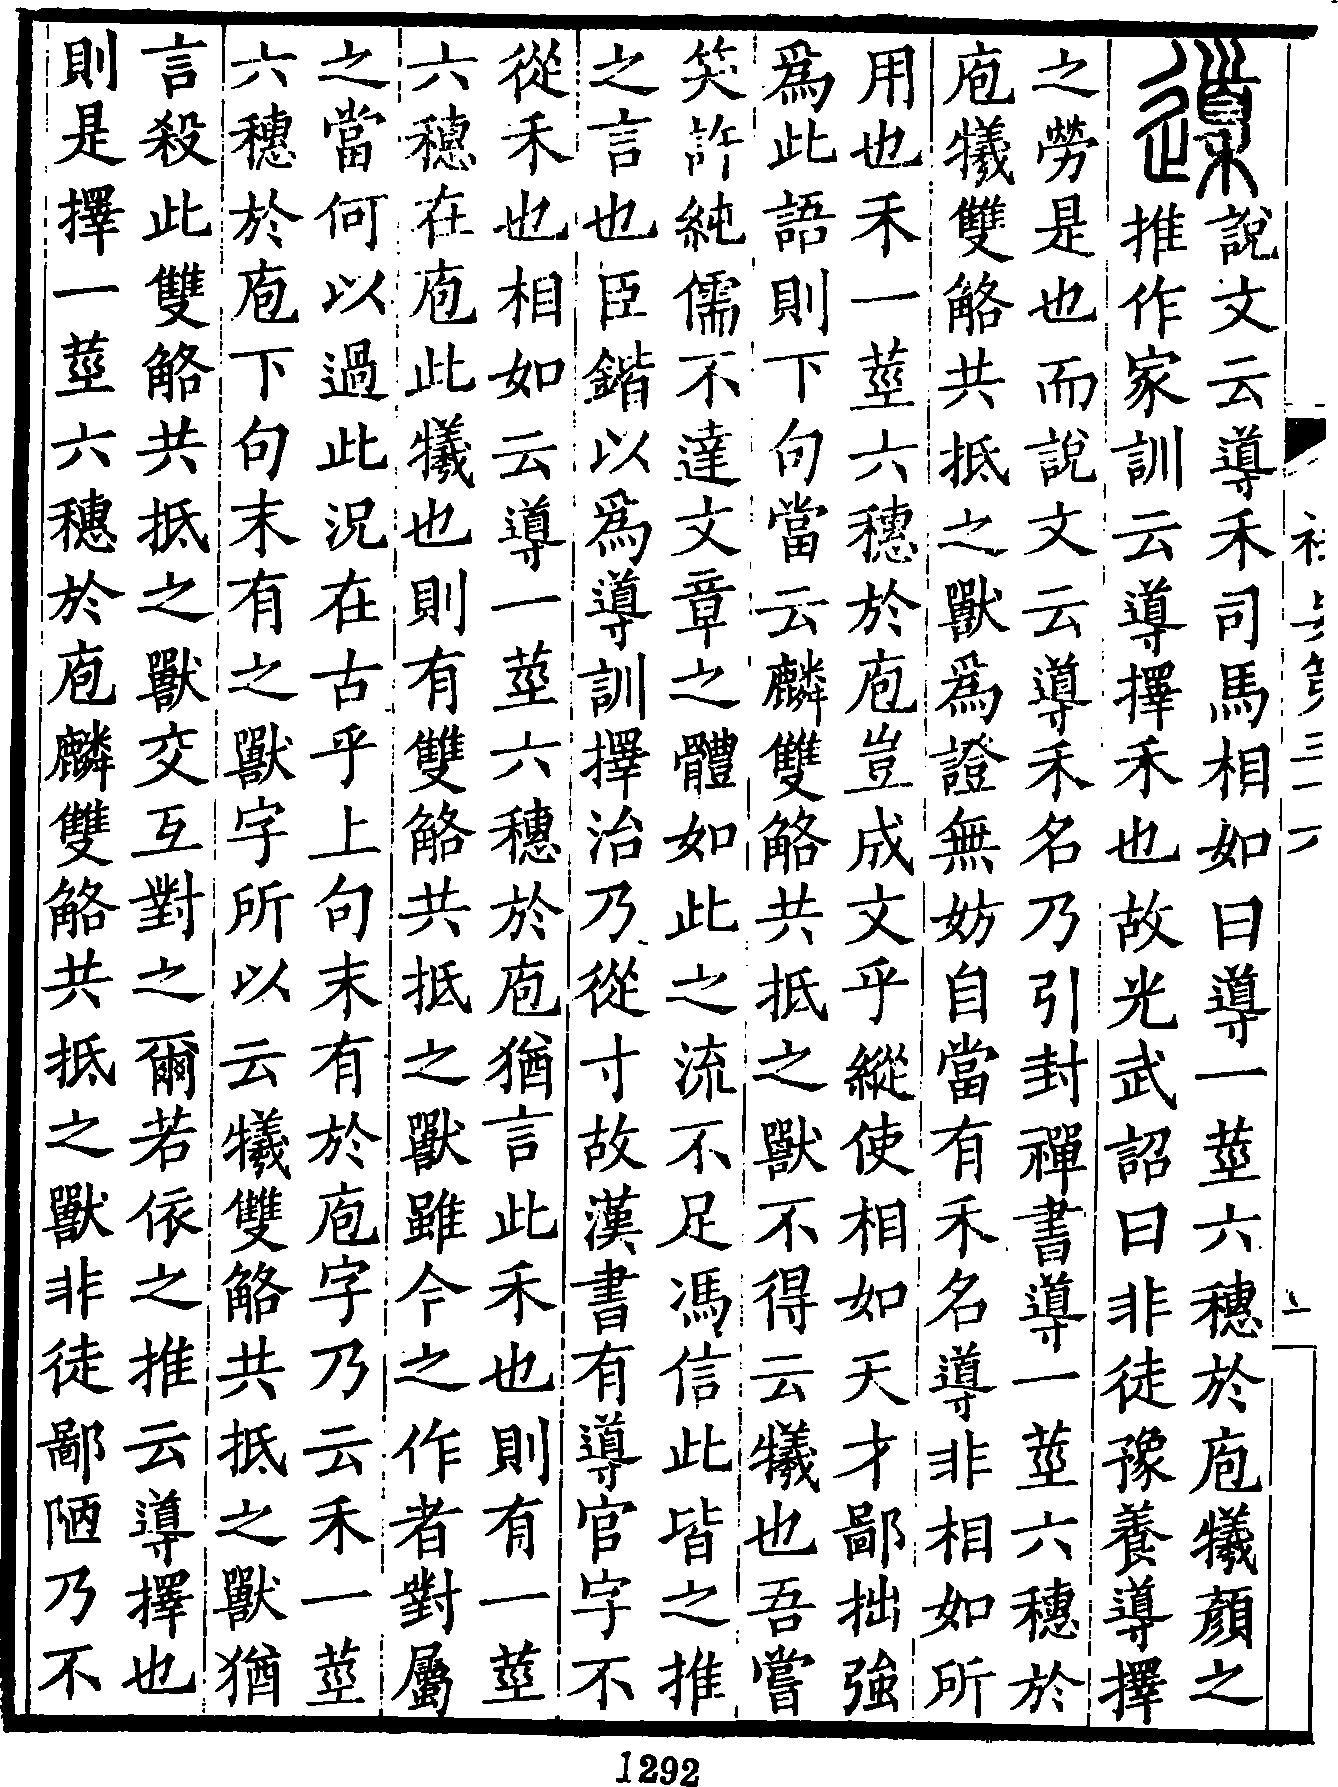 說文云導禾司馬相如曰導一莖六穗於庖犧顏之
推作家訓云導擇禾也故光武詔曰非徒豫養導擇
之勞是也而說文云導禾名乃引封禪書導一莖六穗於
庖犧雙觡共抵之獸為證無妨自當有禾名導非相如所
用也禾一莖六穗於庖豈成文乎縱使相如天才鄙拙強
為此語則下句當云麟雙觡共抵之獸不得云犧也吾嘗
笑許純儒不達文章之體如此之流不足馮信此皆之推
之言也臣鍇以為導訓擇治乃從寸故漢書有導官字不
從禾也相如云導一莖六穗於庖猶言此禾也則有一莖
六穗在庖此犧也則有雙觡共抵之獸雖今之作者對屬
之當何以過此況在古乎上句末有於庖字乃云禾一莖
六穗於庖下句末有之獸字所以云犧雙觡共抵之獸猶
言殺此雙觡共抵之獸交互對之爾若依之推云導擇也
則是擇一莖六穗於庖麟雙觡共抵之獸非徒鄙陋乃不
1292